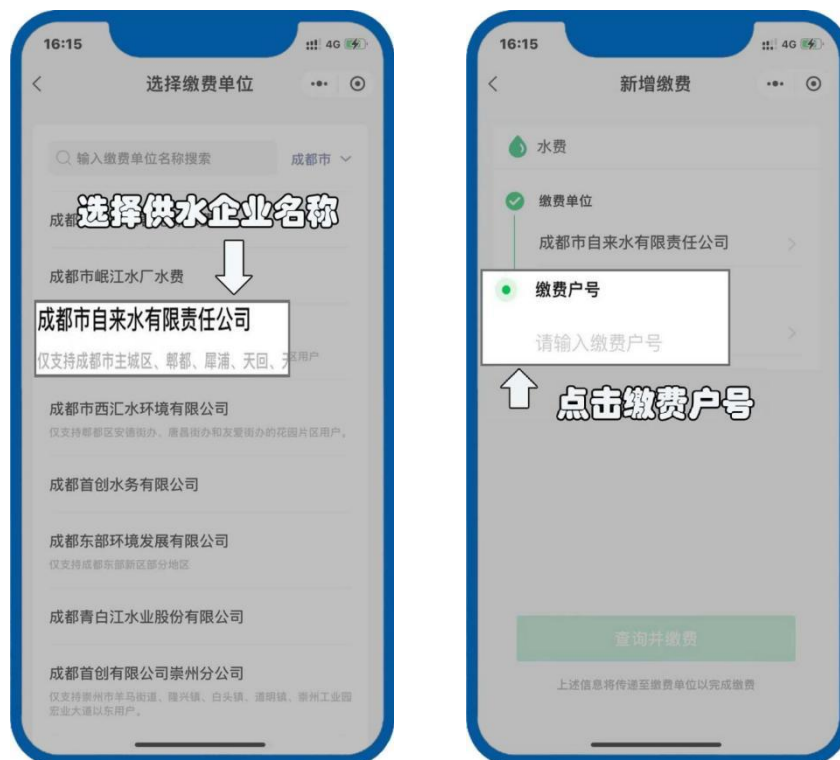 16:15
4G
选择缴费单位
输入缴费单位名称搜索
成都市
选择供水企业名称
成都市岷江水厂水费
成都市自来水有限责任公司
仅支持成都市主城区、郫都、犀浦、天回、天
区用户
成都市西汇水环境有限公司
仅支持郫都区安德街办、唐昌街办和友爱街办的花园片区用户。
成都首创水务有限公司
成都东部环境发展有限公司
仅支持成都东部新区部分地区
成都青白江水业股份有限公司
成都首创有限公司崇州分公司
仅支持崇州市羊马街道、隆兴镇、白头镇、道明镇、崇州工业园
宏业大道以东用户。
16:15
4G
新增缴费
水费
缴费单位
成都市自来水有限责任公司
缴费户号
请输入缴费户号
点击缴费户号
查询并缴费
上述信息将传递至缴费单位以完成缴费